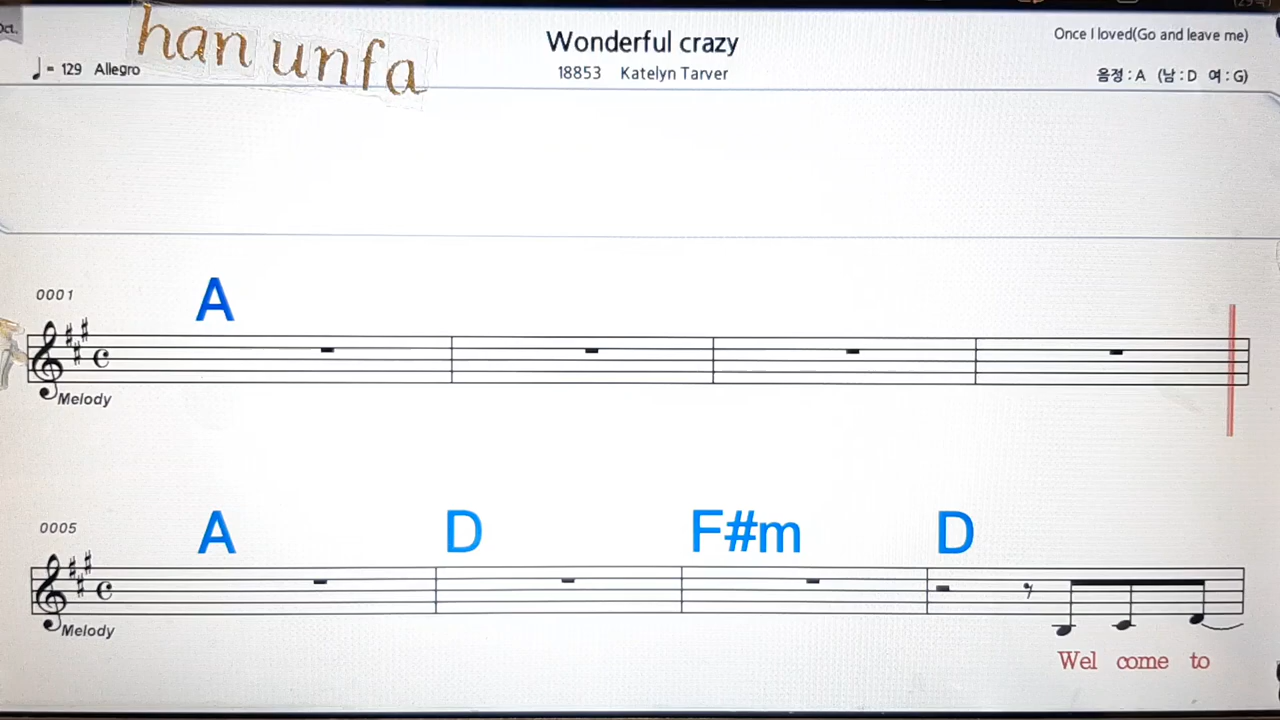 Oct.
han unfa
♩= 129 Allegro
Wonderful crazy
18853 Katelyn Tarver
Once I loved(Go and leave me)
음정 : A (남 : D 여 : G)
0001
A
Melody
0005
A D F#m D
Melody
Wel come to